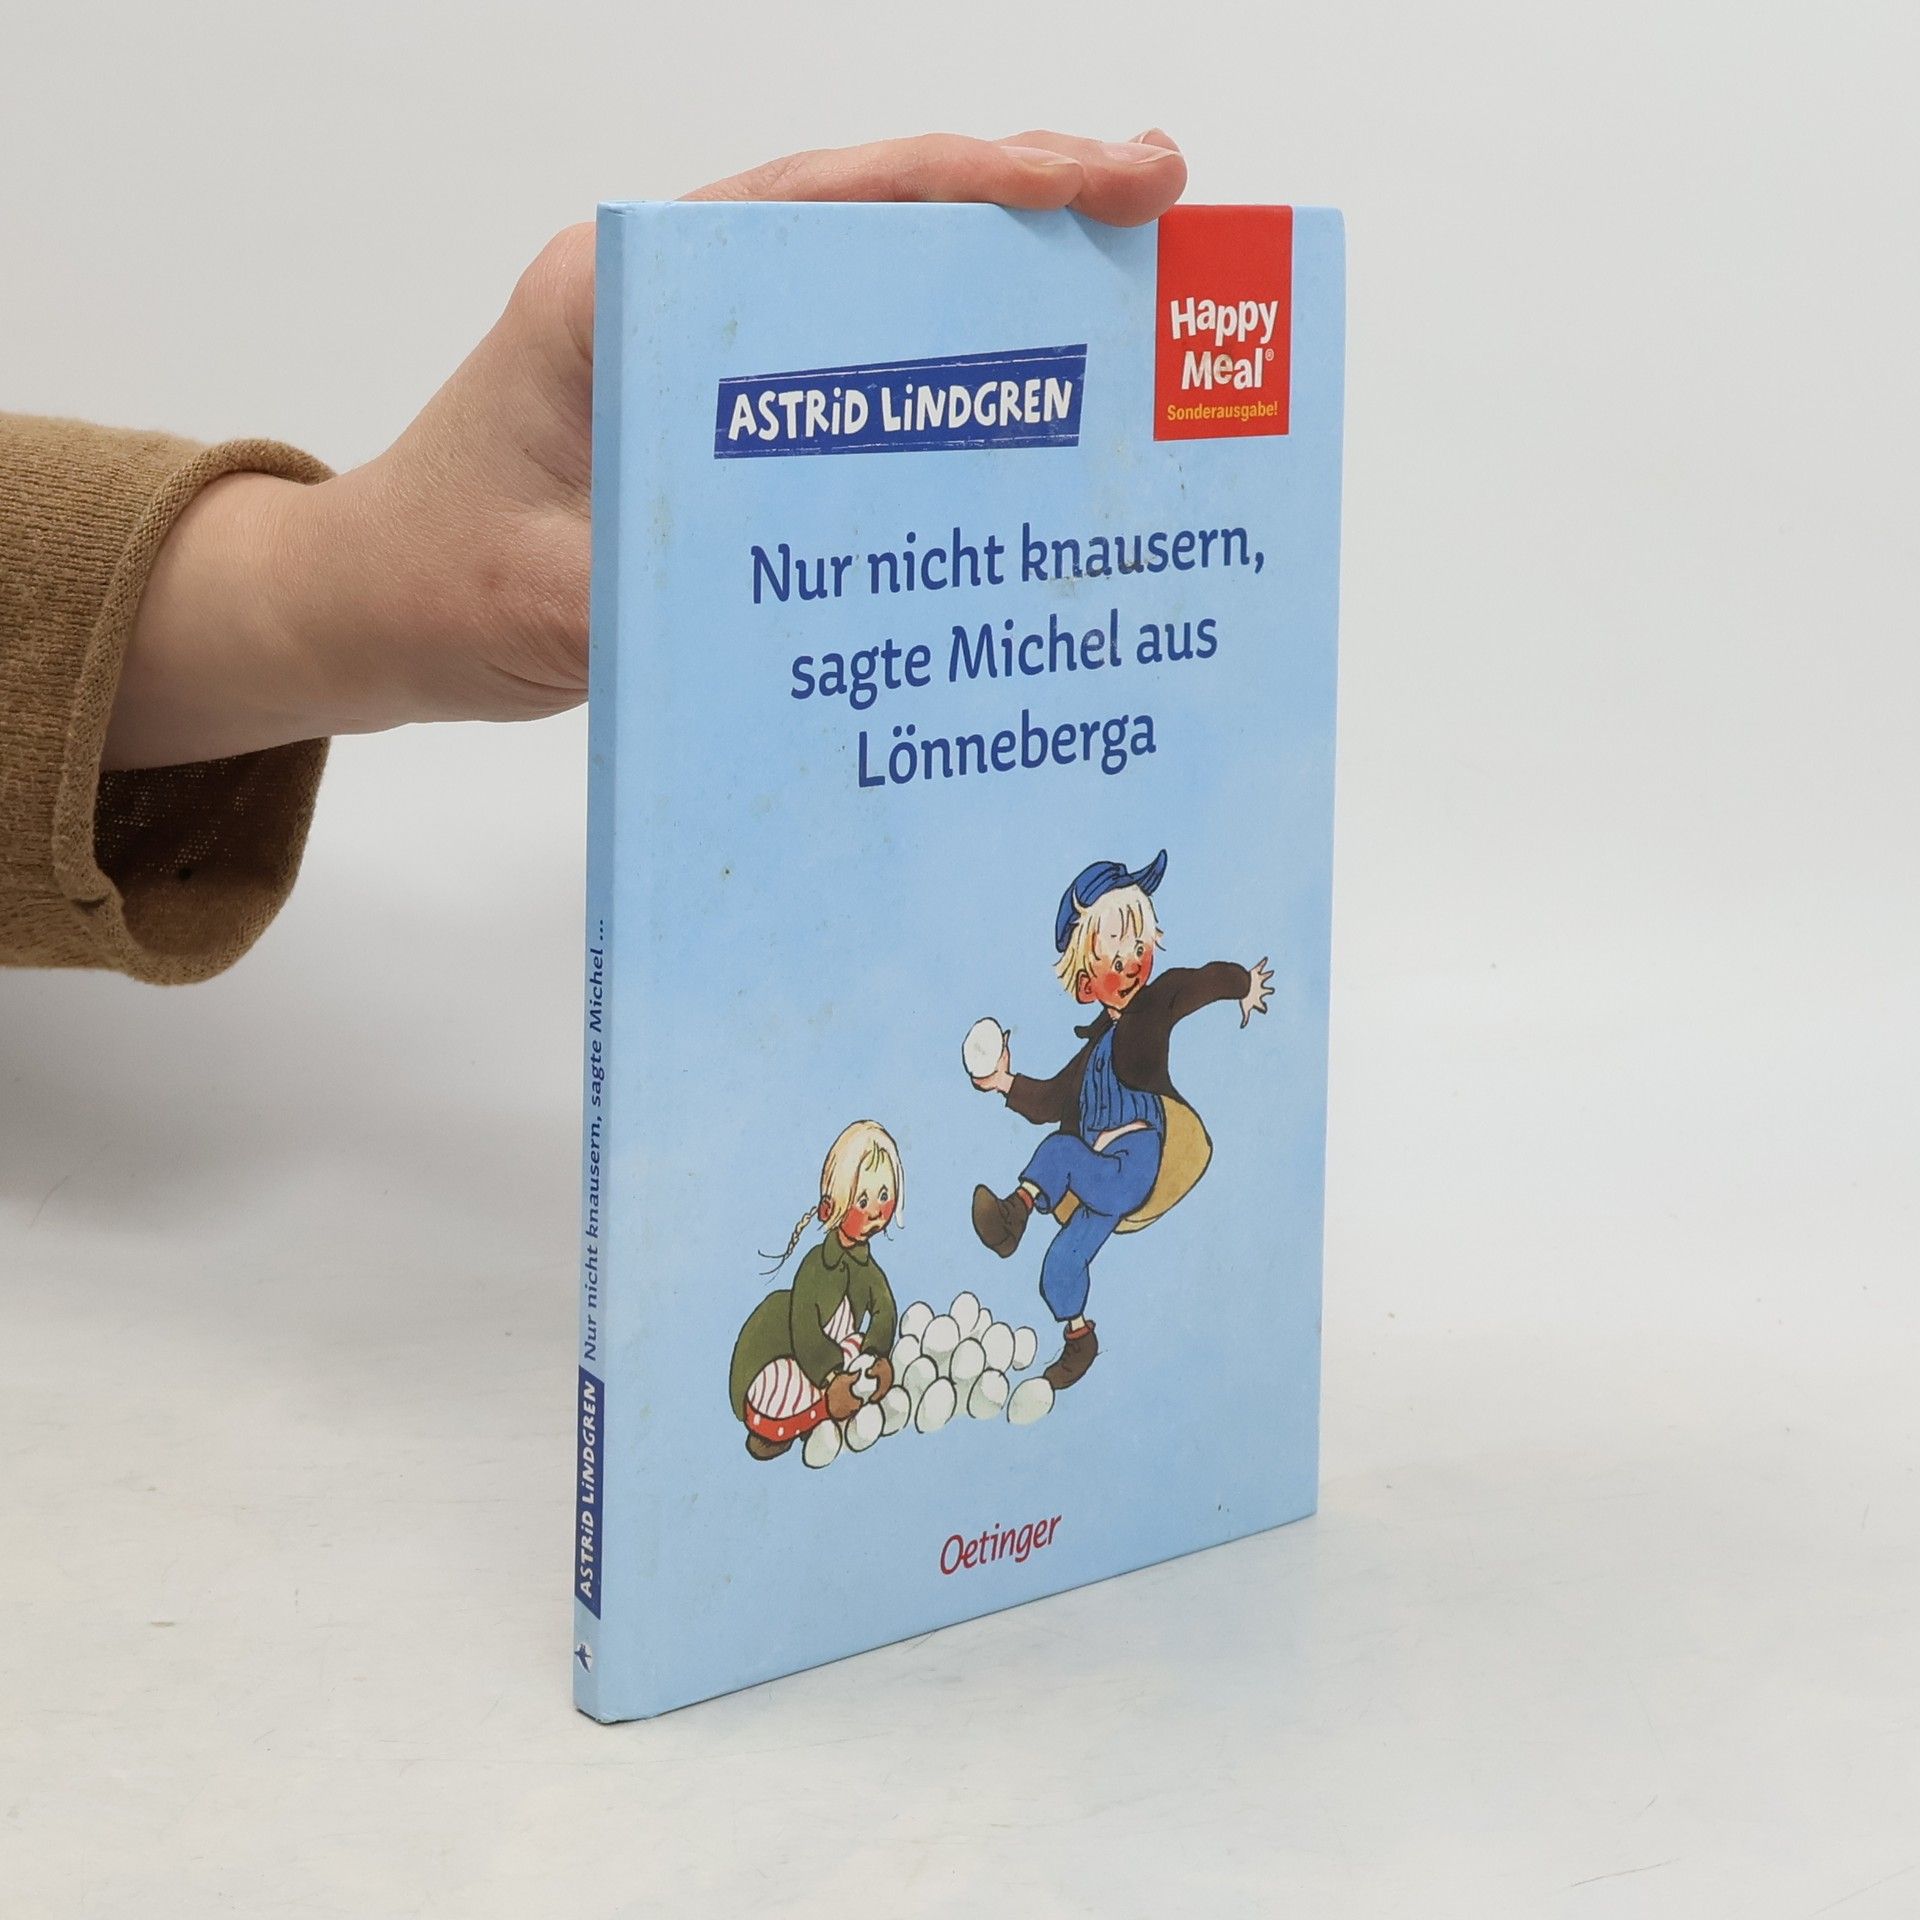 Happy
Meal®
Sonderausgabe!
ASTRiD LiNDGREN
Nur nicht knausern,
sagte Michel aus
Lönneberga
Oetinger
ASTRiD LiNDGREN Nur nicht knausern, sagte Michel ...